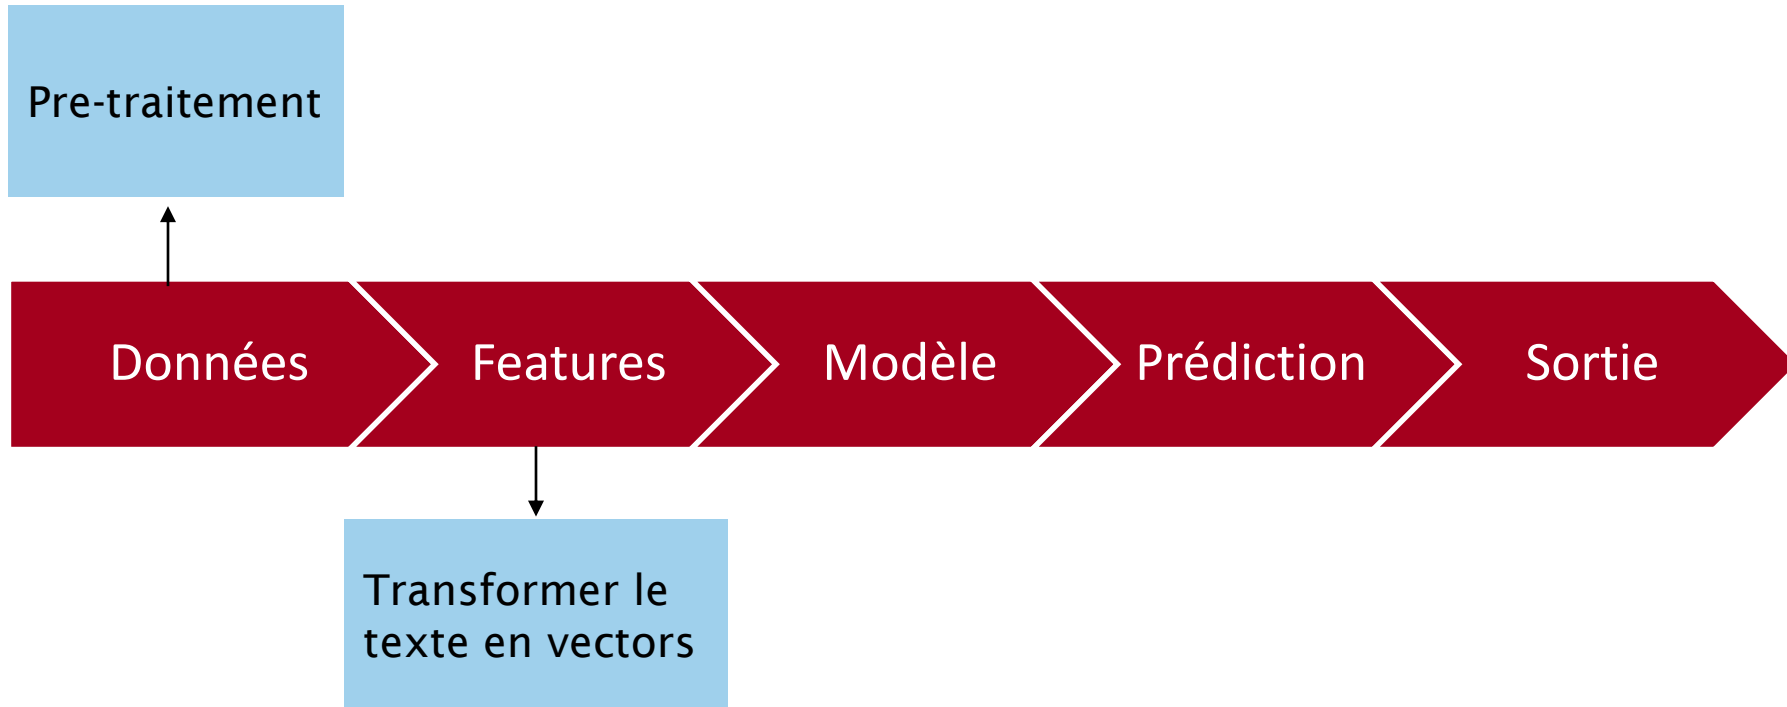 Pre-traitement
Données
Features
Modèle
Prédiction
Sortie
Transformer le
texte en vectors